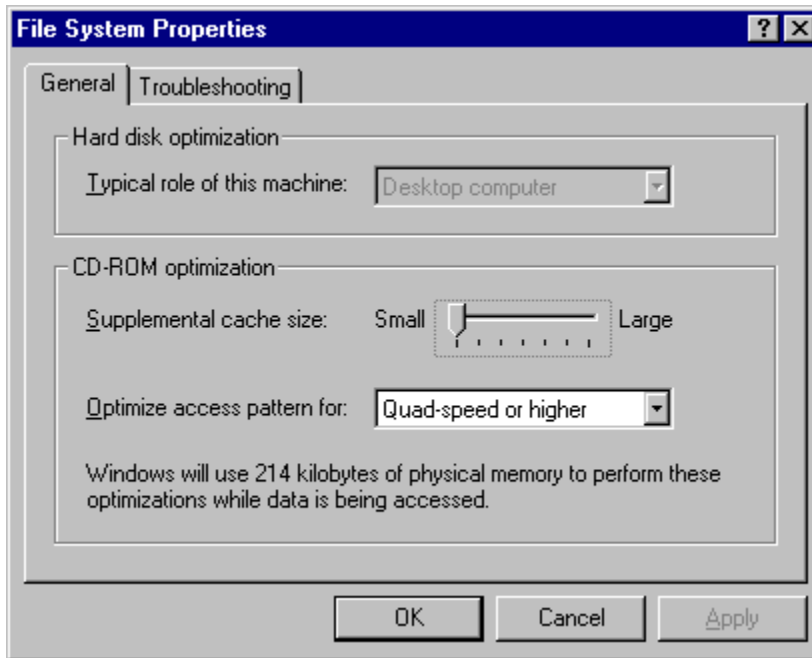 File System Properties
General
Troubleshooting
Hard disk optimization
Typical role of this machine:
Desktop computer
CD-ROM optimization
Supplemental cache size:
Small
Large
Optimize access pattern for:
Quad-speed or higher
Windows will use 214 kilobytes of physical memory to perform these
optimizations while data is being accessed.
OK
Cancel
Apply